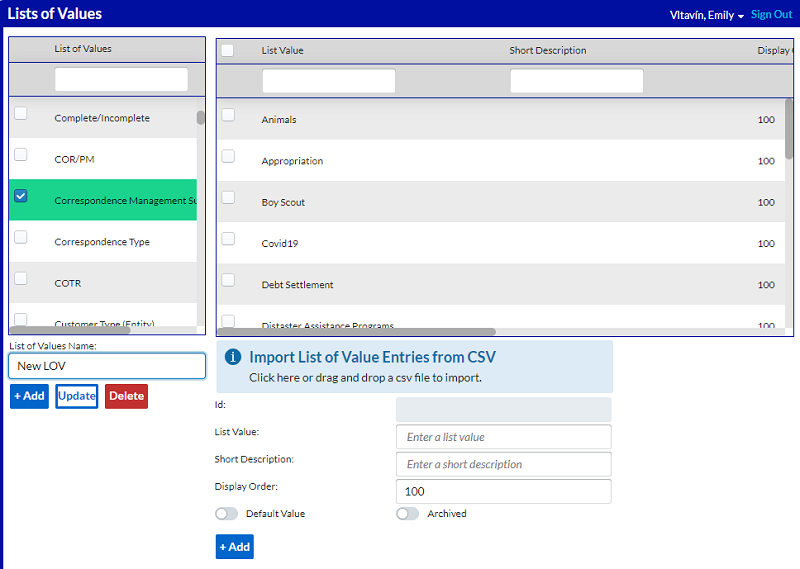 Lists of Values
Vitavin, Emily
Sign Out
List of Values
Complete/Incomplete
COR/PM
Correspondence Management Su
Correspondence Type
COTR
Customer Type (Entity)
List Value Short Description Display
Animals 100
Appropriation 100
Boy Scout 100
Covid19 100
Debt Settlement 100
Distaster Assistance Programs 100
List of Values Name:
New LOV
+ Add Update Delete
Import List of Value Entries from CSV
Click here or drag and drop a csv file to import.
Id:
List Value: Enter a list value
Short Description: Enter a short description
Display Order: 100
Default Value Archived
+ Add